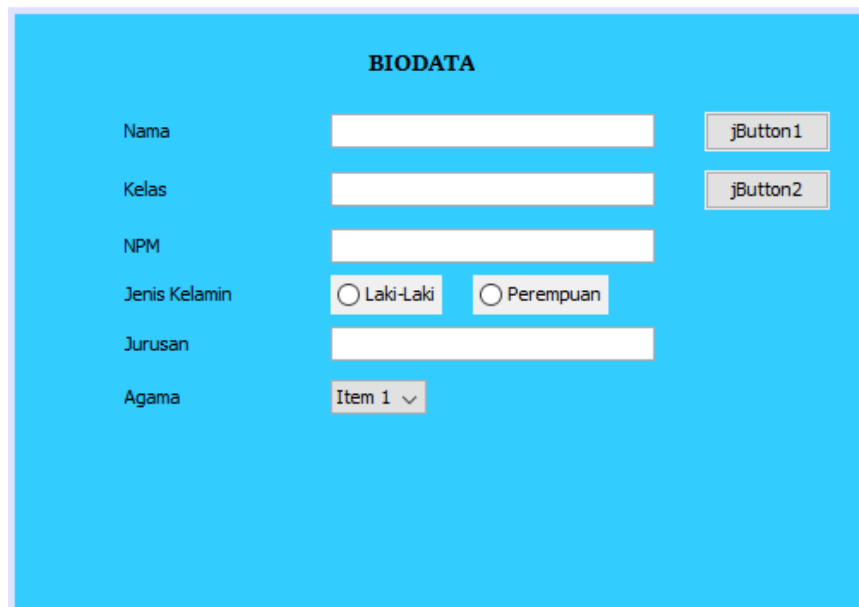 BIODATA
Nama jButton1
Kelas jButton2
NPM
Jenis Kelamin Laki-Laki Perempuan
Jurusan
Agama Item 1